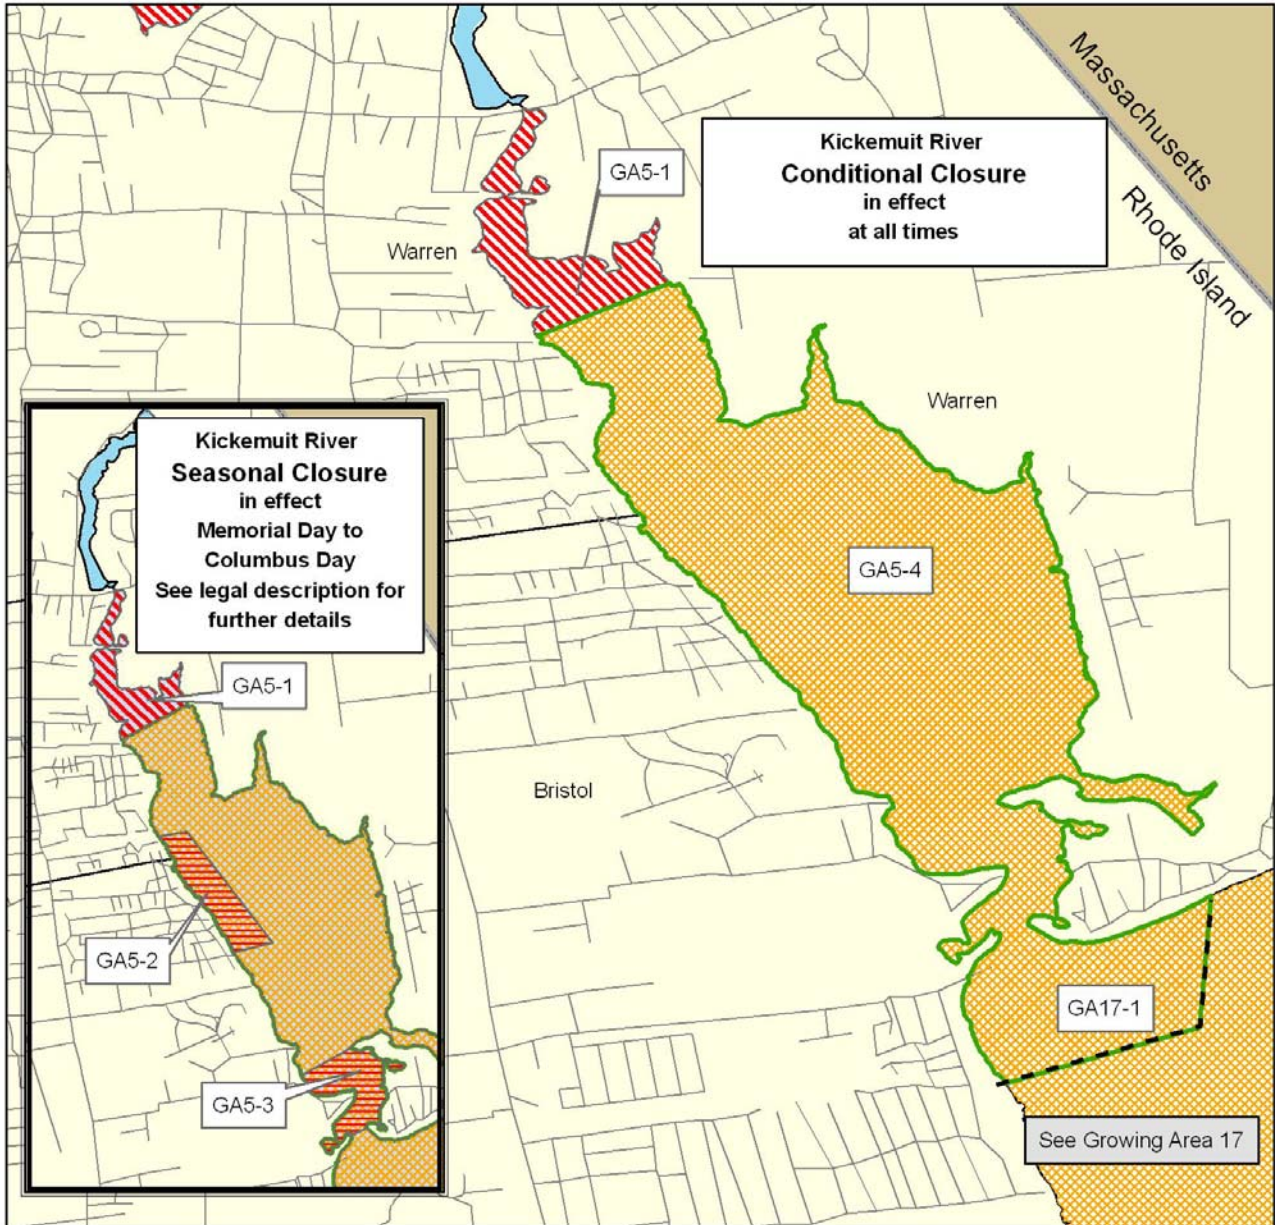 Massachusetts
Rhode Island
Kickemuit River
Conditional Closure
in effect
at all times
GA5-1
Warren
Warren
GA5-4
Bristol
GA17-1
See Growing Area 17
Kickemuit River
Seasonal Closure
in effect
Memorial Day to
Columbus Day
See legal description for
further details
GA5-1
GA5-2
GA5-3